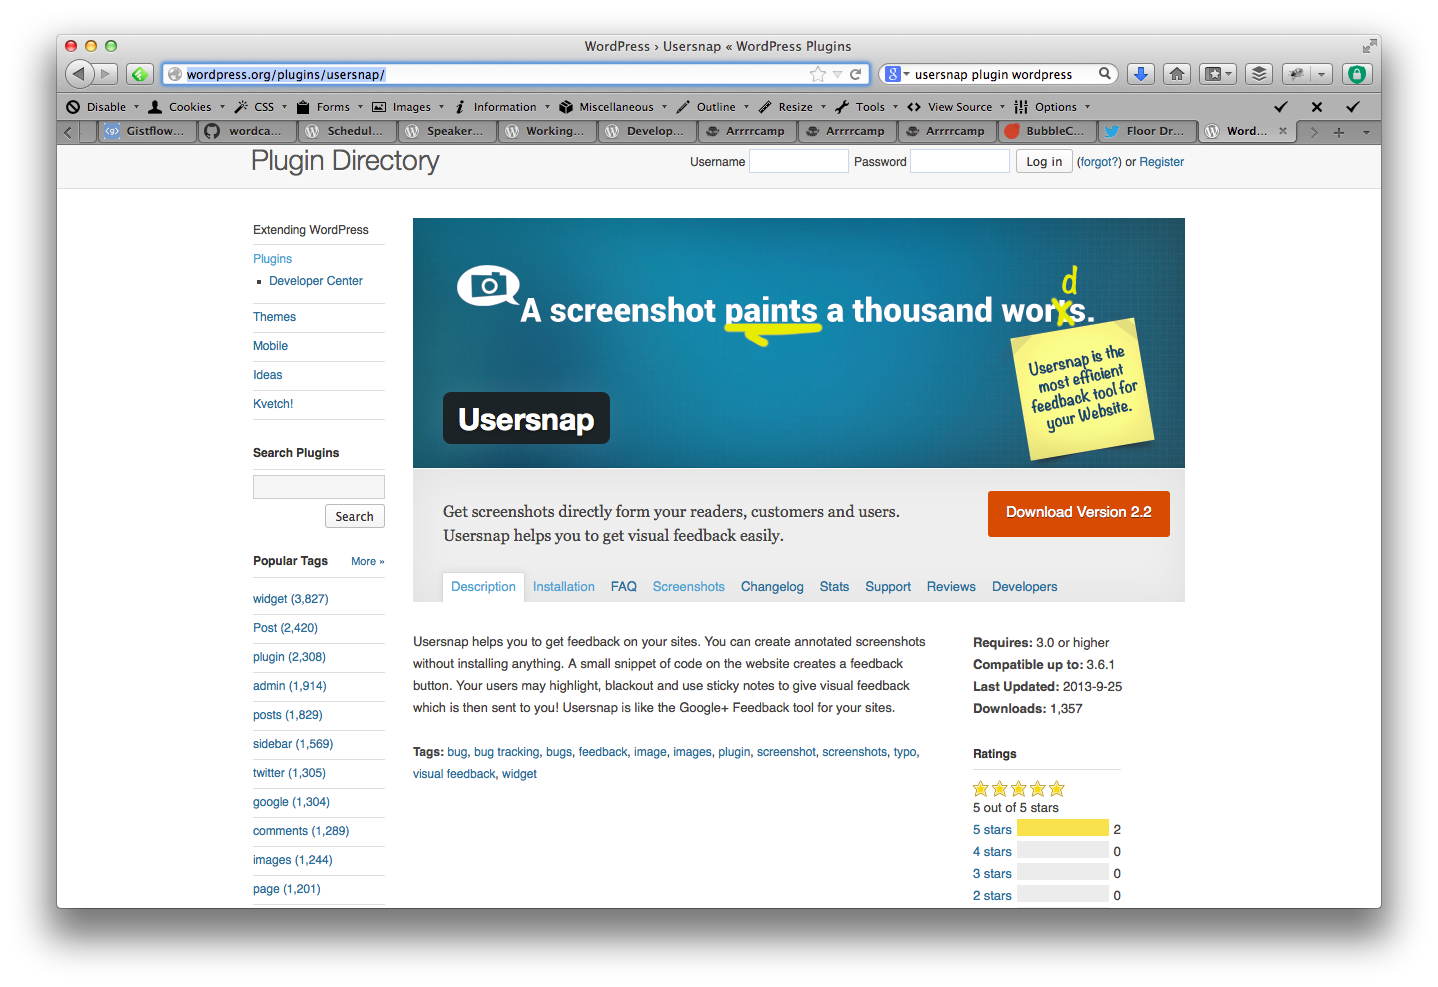 WordPress › Usersnap « WordPress Plugins
wordpress.org/plugins/usersnap/
8 usersnap plugin wordpress
Disable Cookies CSS Forms Images Information Miscellaneous Outline Resize Tools View Source Options
Gistflow... wordca... Schedul... Speaker... Working... Develop... Arrrrcamp Arrrrcamp Arrrrcamp BubbleC... Floor Dr... Word...
Plugin Directory
Username Password Log in (forgot?) or Register
Extending WordPress
Plugins
Developer Center
Themes
Mobile
Ideas
Kvetch!
Search Plugins
Search
Popular Tags More »
widget (3,827)
Post (2,420)
plugin (2,308)
admin (1,914)
posts (1,829)
sidebar (1,569)
twitter (1,305)
google (1,304)
comments (1,289)
images (1,244)
page (1,201)
d
A screenshot paints a thousand worxs.
Usersnap is the
most efficient
feedback tool for
your Website.
Usersnap
Get screenshots directly form your readers, customers and users.
Usersnap helps you to get visual feedback easily.
Download Version 2.2
Description Installation FAQ Screenshots Changelog Stats Support Reviews Developers
Usersnap helps you to get feedback on your sites. You can create annotated screenshots
without installing anything. A small snippet of code on the website creates a feedback
button. Your users may highlight, blackout and use sticky notes to give visual feedback
which is then sent to you! Usersnap is like the Google+ Feedback tool for your sites.
Tags: bug, bug tracking, bugs, feedback, image, images, plugin, screenshot, screenshots, typo,
visual feedback, widget
Requires: 3.0 or higher
Compatible up to: 3.6.1
Last Updated: 2013-9-25
Downloads: 1,357
Ratings
5 out of 5 stars
5 stars 2
4 stars 0
3 stars 0
2 stars 0